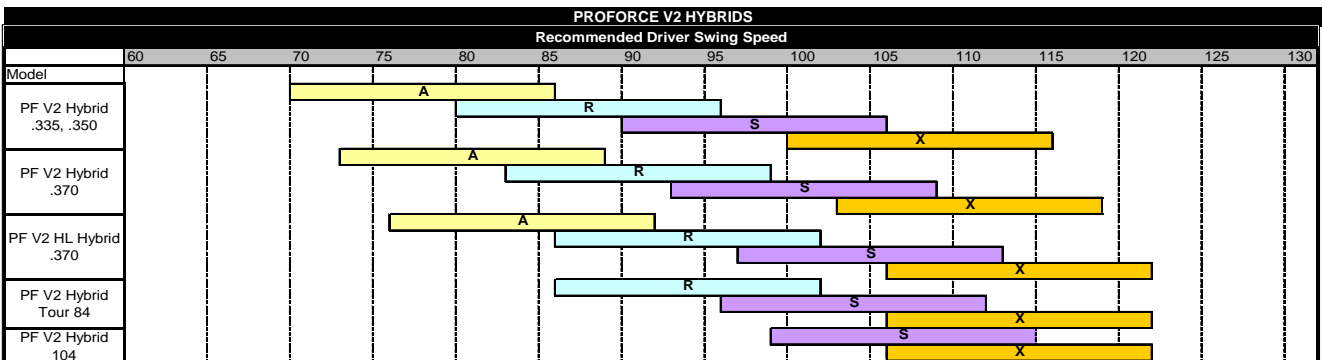 PROFORCE V2 HYBRIDS
Recommended Driver Swing Speed
60 65 70 75 80 85 90 95 100 105 110 115 120 125 130
Model
A
PF V2 Hybrid
.335, .350
R
S
X
A
PF V2 Hybrid
.370
R
S
X
A
PF V2 HL Hybrid
.370
R
S
X
R
PF V2 Hybrid
Tour 84
S
X
PF V2 Hybrid
104
S
X